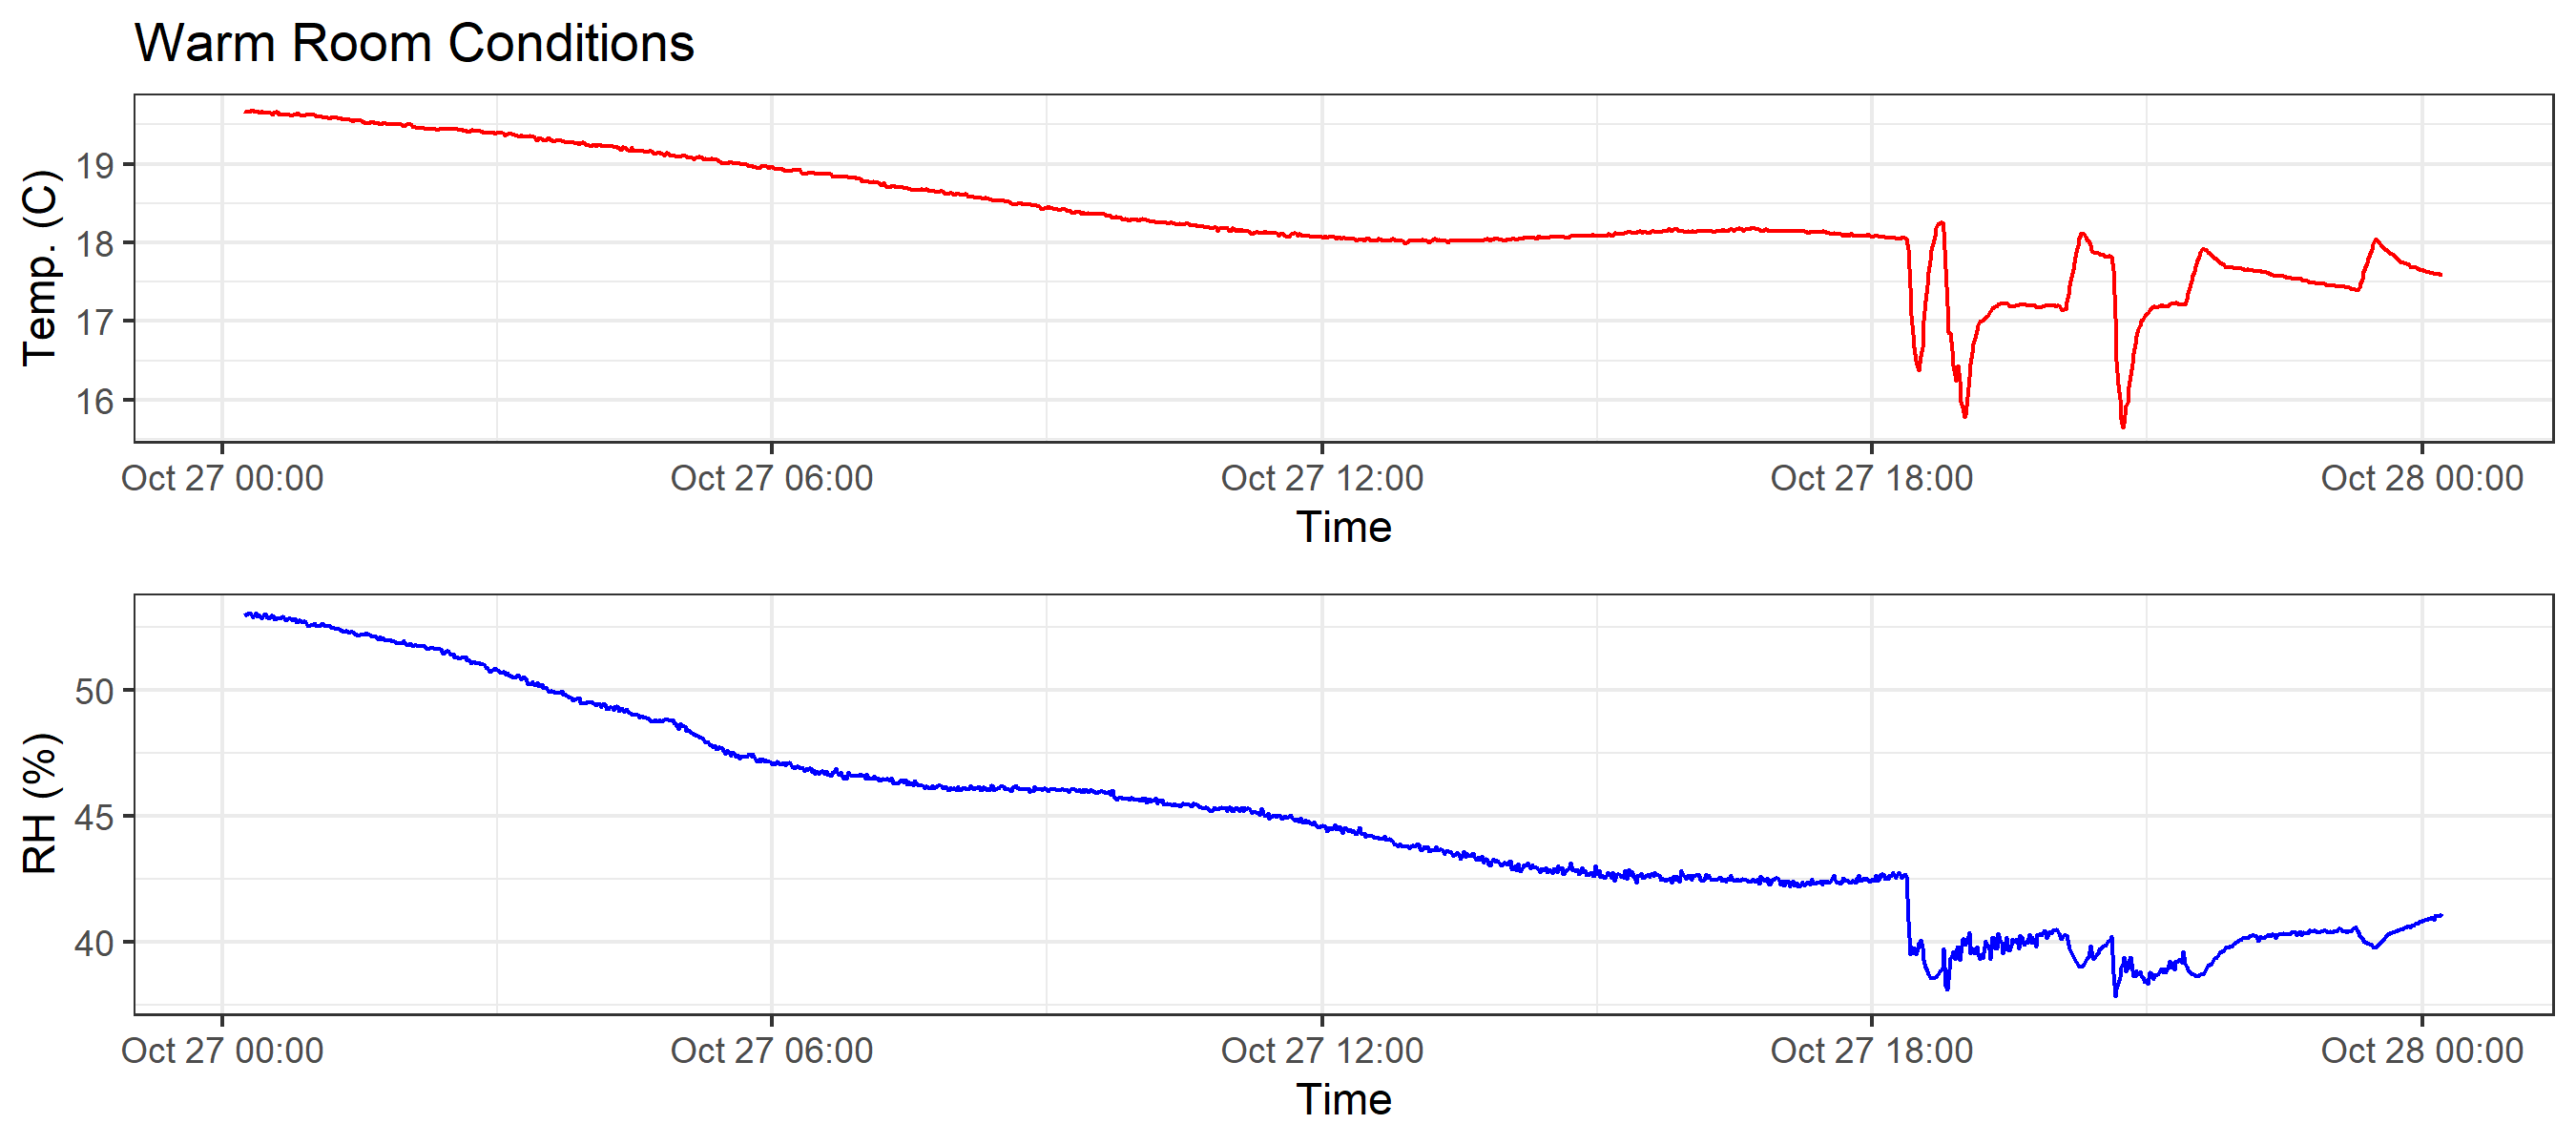 Warm Room Conditions
Temp. (C)
19
18
17
16
Oct 27 00:00 Oct 27 06:00 Oct 27 12:00 Oct 27 18:00 Oct 28 00:00
Time
RH (%)
50
45
40
Oct 27 00:00 Oct 27 06:00 Oct 27 12:00 Oct 27 18:00 Oct 28 00:00
Time